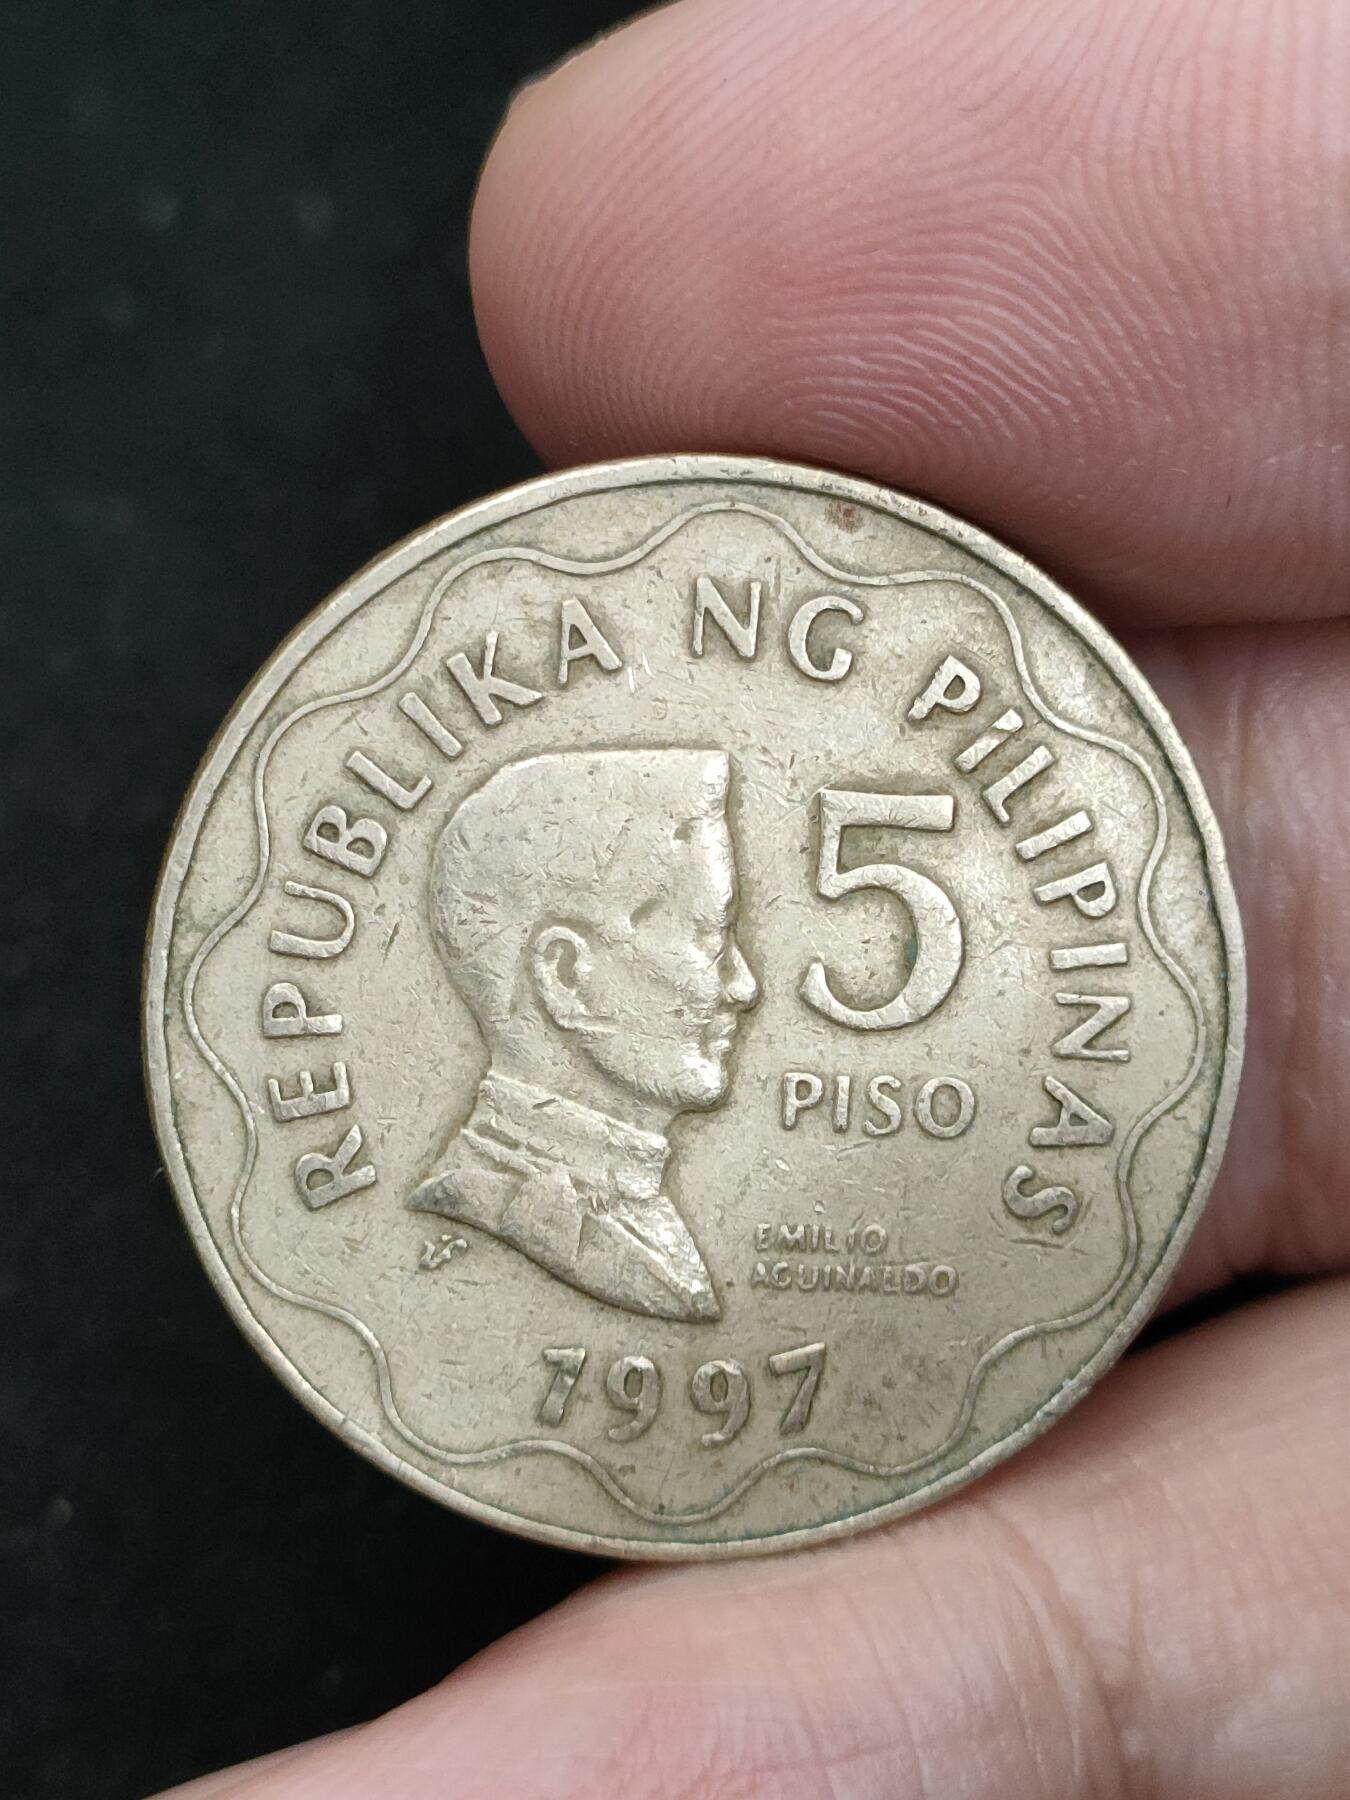 REPUBLIKA NG PILIPINAS
5
PISO
EMILIO
AGUINALDO
1997